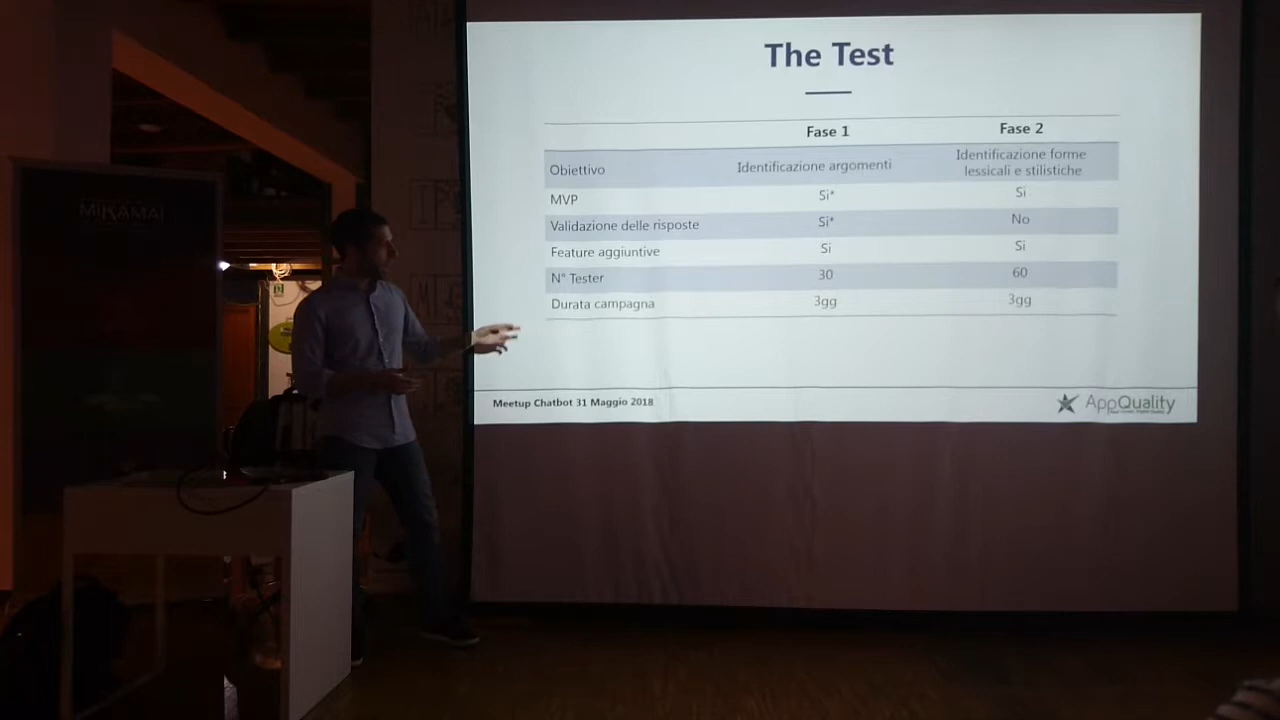 The Test
Fase 1 Fase 2
Obiettivo Identificazione argomenti Identificazione forme
lessicali e stilistiche
MVP Si* Si
Validazione delle risposte Si* No
Feature aggiuntive Si Si
N° Tester 30 60
Durata campagna 3gg 3gg
Meetup Chatbot 31 Maggio 2018
AppQuality
MIKAMAI